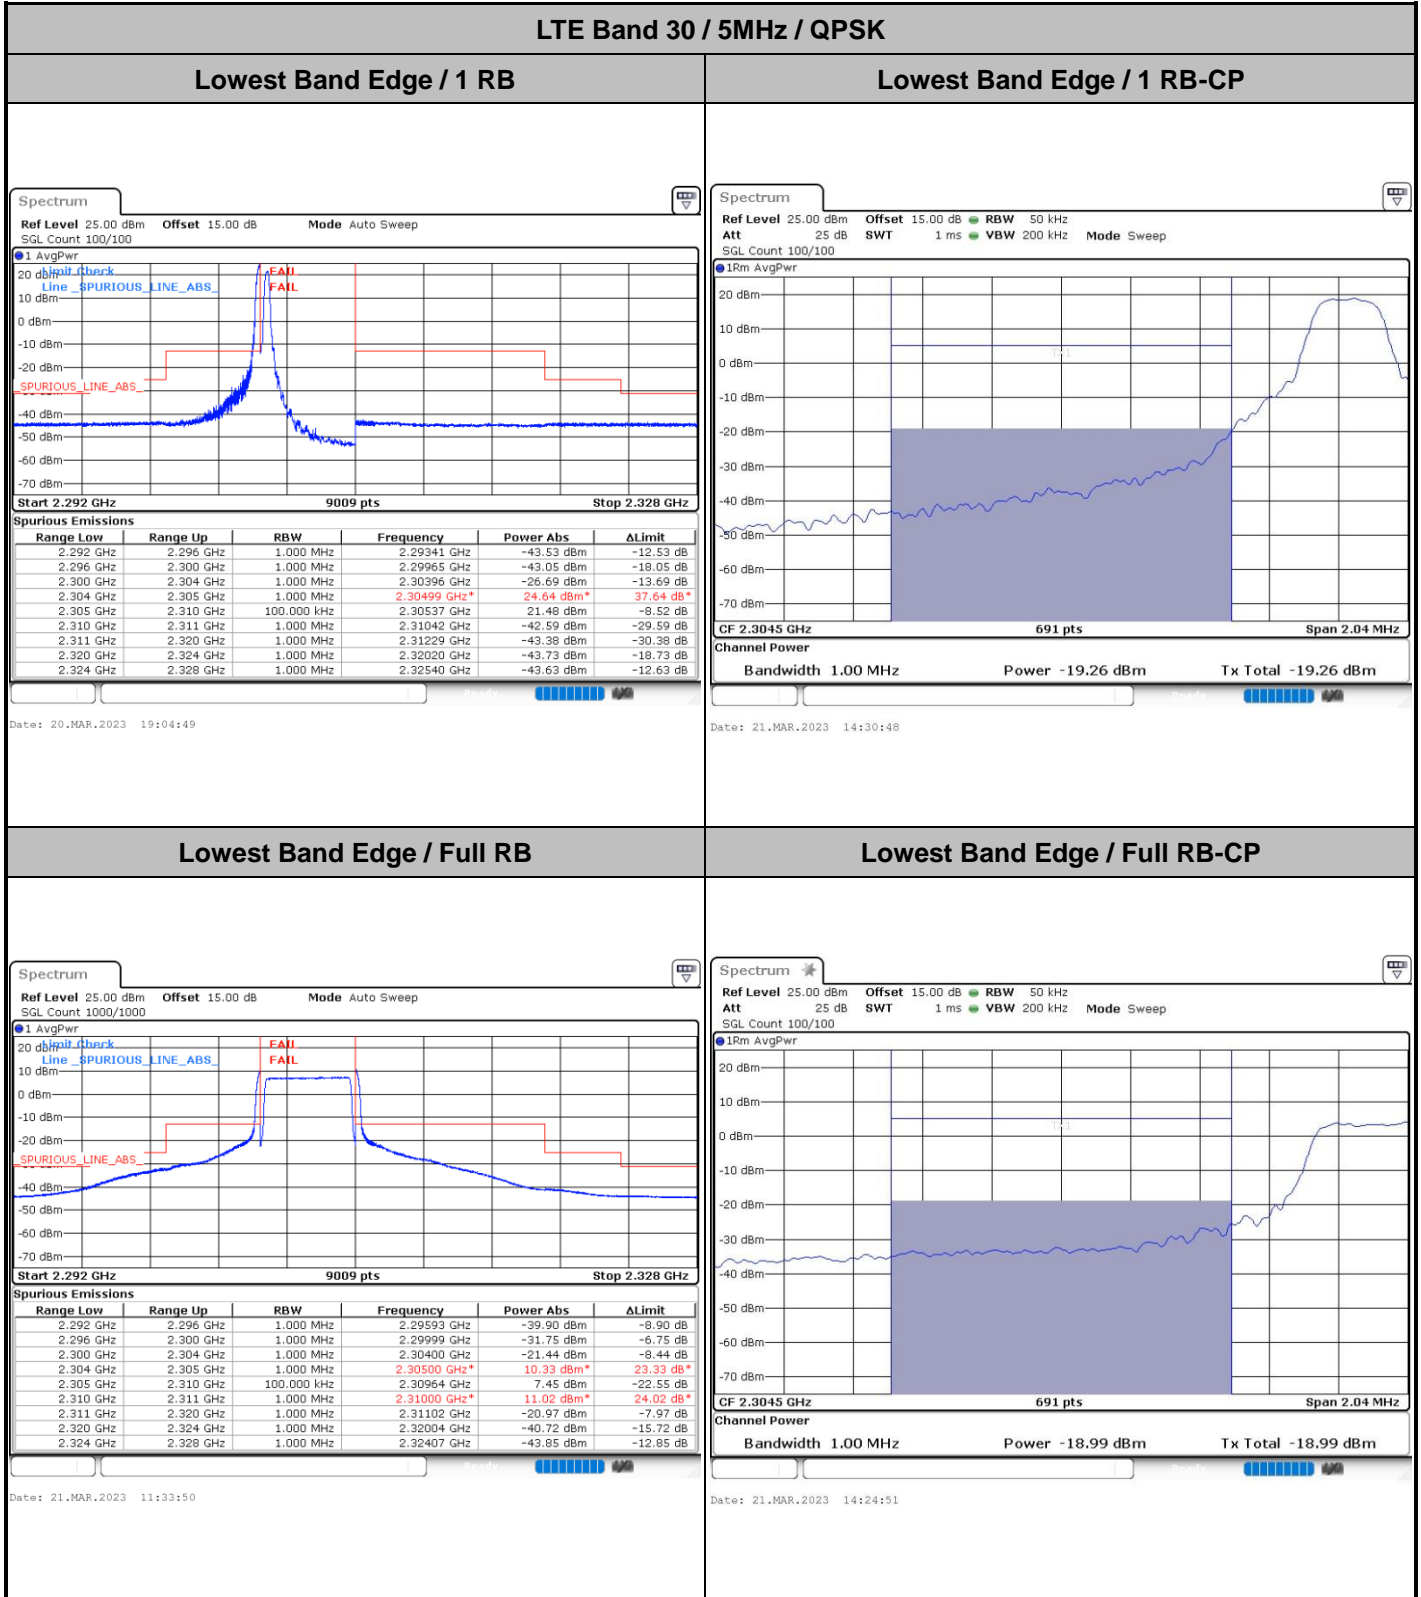 LTE Band 30 / 5MHz / QPSK
Lowest Band Edge / 1 RB
Spectrum
Ref Level 25.00 dBm Offset 15.00 dB Mode Auto Sweep
SGL Count 100/100
1 AvgPwr
Limit Check FAIL
Line _SPURIOUS_LINE_ABS_ FAIL
20 dBm
10 dBm
0 dBm
-10 dBm
-20 dBm
_SPURIOUS_LINE_ABS_
-40 dBm
-50 dBm
-60 dBm
-70 dBm
Start 2.292 GHz 9009 pts Stop 2.328 GHz
Spurious Emissions
Range Low Range Up RBW Frequency Power Abs ΔLimit
2.292 GHz 2.296 GHz 1.000 MHz 2.29341 GHz -43.53 dBm -12.53 dB
2.296 GHz 2.300 GHz 1.000 MHz 2.29965 GHz -43.05 dBm -18.05 dB
2.300 GHz 2.304 GHz 1.000 MHz 2.30396 GHz -26.69 dBm -13.69 dB
2.304 GHz 2.305 GHz 1.000 MHz 2.30499 GHz* 24.64 dBm* 37.64 dB*
2.305 GHz 2.310 GHz 100.000 kHz 2.30537 GHz 21.48 dBm -8.52 dB
2.310 GHz 2.311 GHz 1.000 MHz 2.31042 GHz -42.59 dBm -29.59 dB
2.311 GHz 2.320 GHz 1.000 MHz 2.31229 GHz -43.38 dBm -30.38 dB
2.320 GHz 2.324 GHz 1.000 MHz 2.32020 GHz -43.73 dBm -18.73 dB
2.324 GHz 2.328 GHz 1.000 MHz 2.32540 GHz -43.63 dBm -12.63 dB
Date: 20.MAR.2023 19:04:49
Lowest Band Edge / 1 RB-CP
Spectrum
Ref Level 25.00 dBm Offset 15.00 dB RBW 50 kHz
Att 25 dB SWT 1 ms VBW 200 kHz Mode Sweep
SGL Count 100/100
1Rm AvgPwr
20 dBm
10 dBm
0 dBm
-10 dBm
-20 dBm
-30 dBm
-40 dBm
-50 dBm
-60 dBm
-70 dBm
CF 2.3045 GHz 691 pts Span 2.04 MHz
Channel Power
Bandwidth 1.00 MHz Power -19.26 dBm Tx Total -19.26 dBm
Date: 21.MAR.2023 14:30:48
Lowest Band Edge / Full RB
Spectrum
Ref Level 25.00 dBm Offset 15.00 dB Mode Auto Sweep
SGL Count 1000/1000
1 AvgPwr
Limit Check FAIL
Line _SPURIOUS_LINE_ABS_ FAIL
20 dBm
10 dBm
0 dBm
-10 dBm
-20 dBm
_SPURIOUS_LINE_ABS_
-40 dBm
-50 dBm
-60 dBm
-70 dBm
Start 2.292 GHz 9009 pts Stop 2.328 GHz
Spurious Emissions
Range Low Range Up RBW Frequency Power Abs ΔLimit
2.292 GHz 2.296 GHz 1.000 MHz 2.29593 GHz -39.90 dBm -8.90 dB
2.296 GHz 2.300 GHz 1.000 MHz 2.29999 GHz -31.75 dBm -6.75 dB
2.300 GHz 2.304 GHz 1.000 MHz 2.30400 GHz -21.44 dBm -8.44 dB
2.304 GHz 2.305 GHz 1.000 MHz 2.30500 GHz* 10.33 dBm* 23.33 dB*
2.305 GHz 2.310 GHz 100.000 kHz 2.30964 GHz 7.45 dBm -22.55 dB
2.310 GHz 2.311 GHz 1.000 MHz 2.31000 GHz* 11.02 dBm* 24.02 dB*
2.311 GHz 2.320 GHz 1.000 MHz 2.31102 GHz -20.97 dBm -7.97 dB
2.320 GHz 2.324 GHz 1.000 MHz 2.32004 GHz -40.72 dBm -15.72 dB
2.324 GHz 2.328 GHz 1.000 MHz 2.32407 GHz -43.85 dBm -12.85 dB
Date: 21.MAR.2023 11:33:50
Lowest Band Edge / Full RB-CP
Spectrum
Ref Level 25.00 dBm Offset 15.00 dB RBW 50 kHz
Att 25 dB SWT 1 ms VBW 200 kHz Mode Sweep
SGL Count 100/100
1Rm AvgPwr
20 dBm
10 dBm
0 dBm
-10 dBm
-20 dBm
-30 dBm
-40 dBm
-50 dBm
-60 dBm
-70 dBm
CF 2.3045 GHz 691 pts Span 2.04 MHz
Channel Power
Bandwidth 1.00 MHz Power -18.99 dBm Tx Total -18.99 dBm
Date: 21.MAR.2023 14:24:51